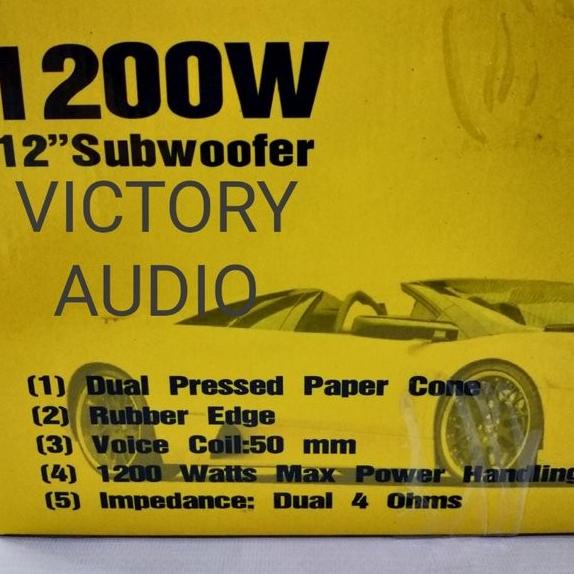 1200W
12”Subwoofer
VICTORY
AUDIO
(1) Dual Pressed Paper Cone
(2) Rubber Edge
(3) Voice Coil:50 mm
(4) 1200 Watts Max Power Handling
(5) Impedance: Dual 4 Ohms